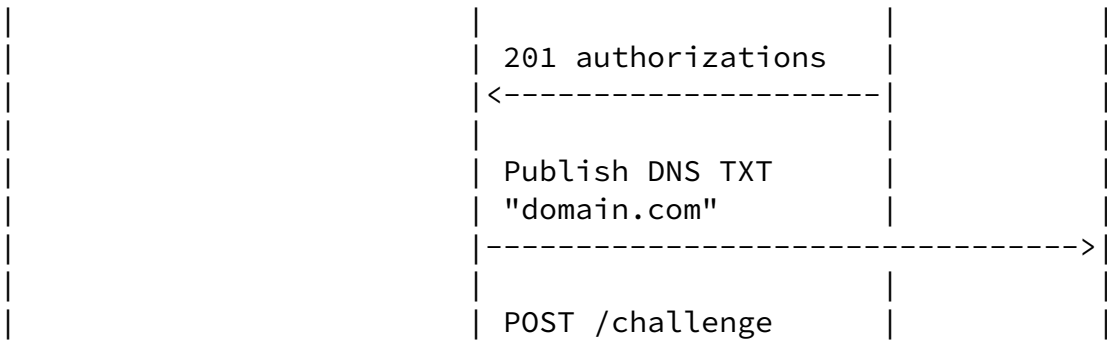 201 authorizations
Publish DNS TXT
"domain.com"
POST /challenge